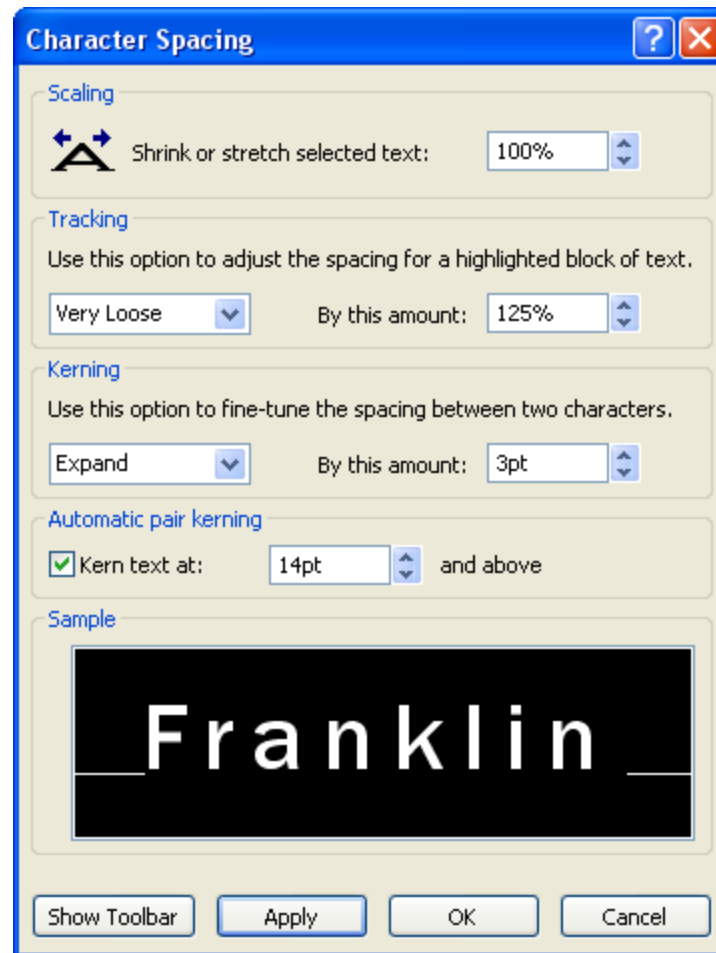 Character Spacing
Scaling
Shrink or stretch selected text: 100%
Tracking
Use this option to adjust the spacing for a highlighted block of text.
Very Loose By this amount: 125%
Kerning
Use this option to fine-tune the spacing between two characters.
Expand By this amount: 3pt
Automatic pair kerning
Kern text at: 14pt and above
Sample
Franklin
Show Toolbar Apply OK Cancel